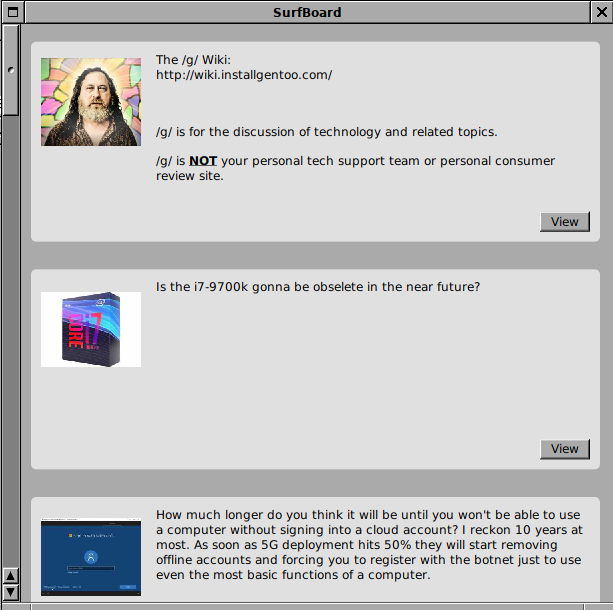 SurfBoard
The /g/ Wiki:
http://wiki.installgentoo.com/
/g/ is for the discussion of technology and related topics.
/g/ is NOT your personal tech support team or personal consumer
review site.
View
Is the i7-9700k gonna be obselete in the near future?
CORE
i7
View
How much longer do you think it will be until you won't be able to use
a computer without signing into a cloud account? I reckon 10 years at
most. As soon as 5G deployment hits 50% they will start removing
offline accounts and forcing you to register with the botnet just to use
even the most basic functions of a computer.